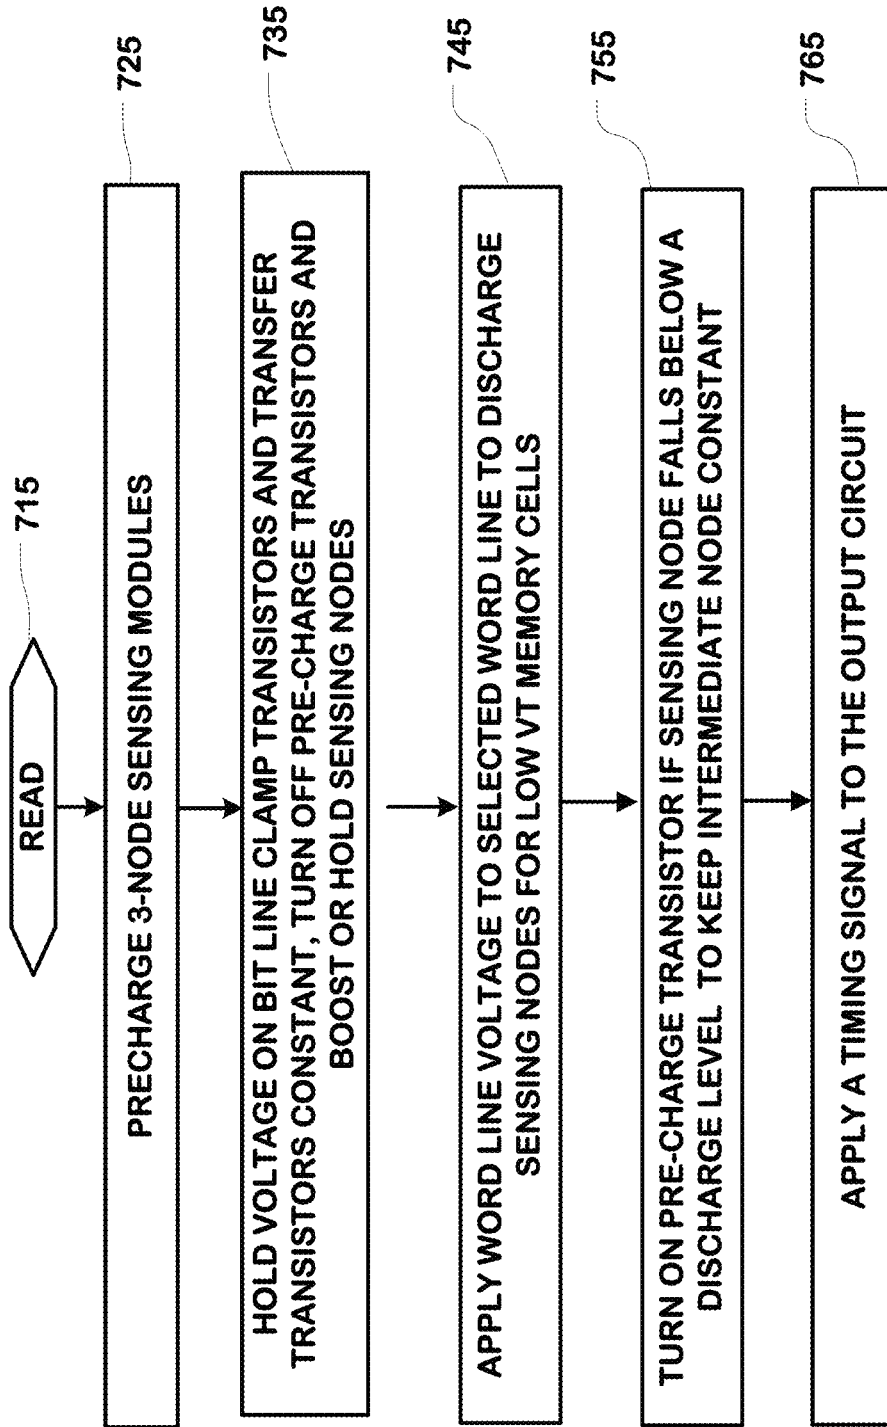 READ
715
PRECHARGE 3-NODE SENSING MODULES
725
HOLD VOLTAGE ON BIT LINE CLAMP TRANSISTORS AND TRANSFER
TRANSISTORS CONSTANT, TURN OFF PRE-CHARGE TRANSISTORS AND
BOOST OR HOLD SENSING NODES
735
APPLY WORD LINE VOLTAGE TO SELECTED WORD LINE TO DISCHARGE
SENSING NODES FOR LOW VT MEMORY CELLS
745
TURN ON PRE-CHARGE TRANSISTOR IF SENSING NODE FALLS BELOW A
DISCHARGE LEVEL TO KEEP INTERMEDIATE NODE CONSTANT
755
APPLY A TIMING SIGNAL TO THE OUTPUT CIRCUIT
765